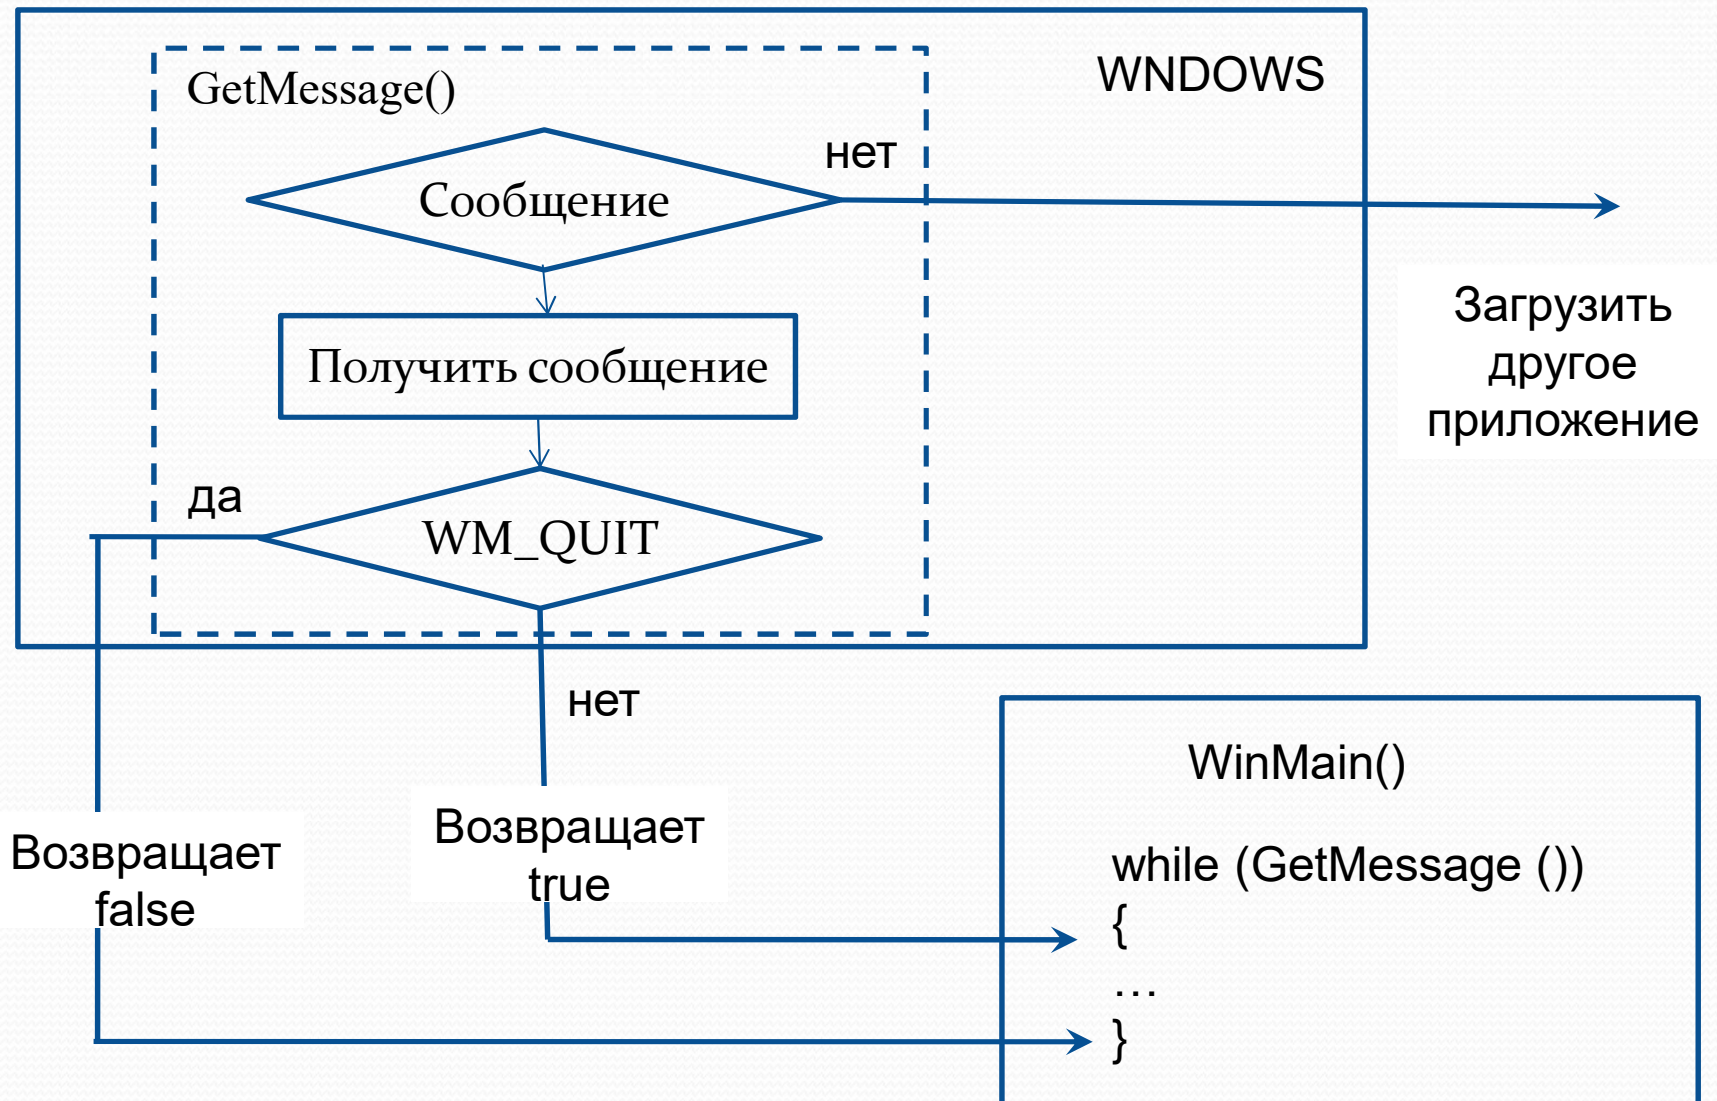 WNDOWS
GetMessage()
нет
Сообщение
Загрузить
другое
приложение
Получить сообщение
да
WM_QUIT
нет
WinMain()
Возвращает
true
Возвращает
false
while (GetMessage ())
{
…
}